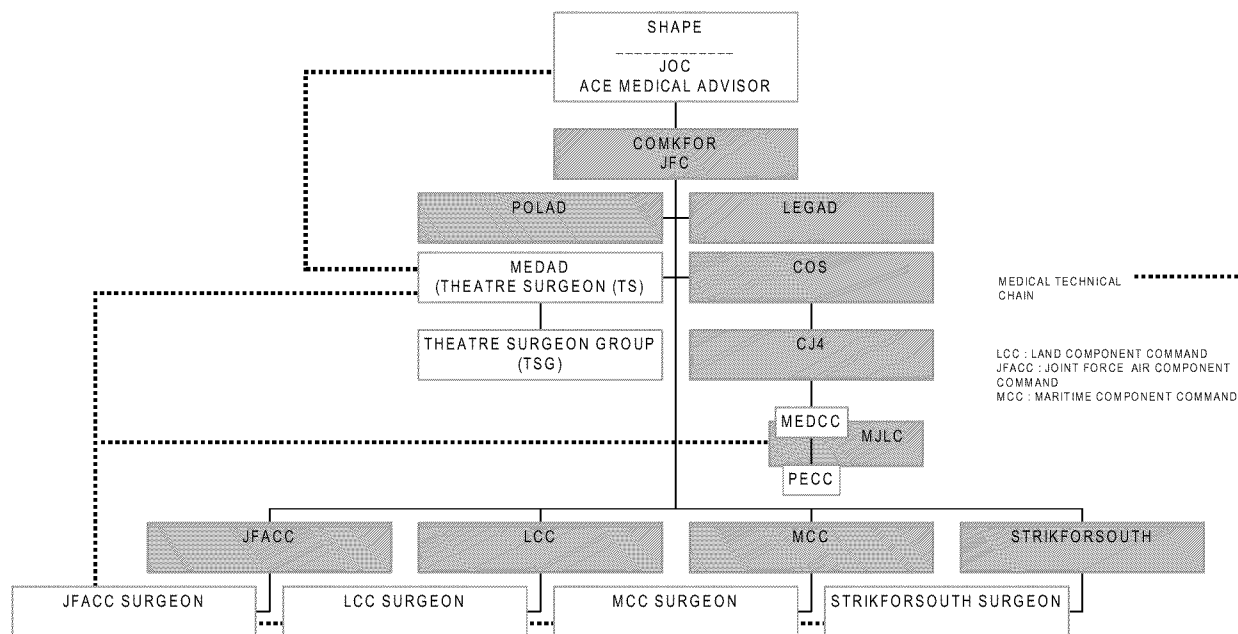 SHAPE
JOC
ACE MEDICAL ADVISOR
COMKFOR
JFC
POLAD
LEGAD
MEDAD
(THEATRE SURGEON (TS)
COS
MEDICAL TECHNICAL
CHAIN
THEATRE SURGEON GROUP
(TSG)
CJ4
LCC : LAND COMPONENT COMMAND
JFACC : JOINT FORCE AIR COMPONENT
COMMAND
MCC : MARITIME COMPONENT COMMAND
MEDCC
MJLC
PECC
JFACC
LCC
MCC
STRIKFORSOUTH
JFACC SURGEON
LCC SURGEON
MCC SURGEON
STRIKFORSOUTH SURGEON